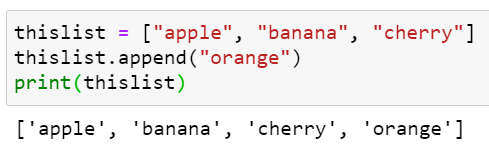 thislist = ["apple", "banana", "cherry"]
thislist.append("orange")
print(thislist)
['apple', 'banana', 'cherry', 'orange']